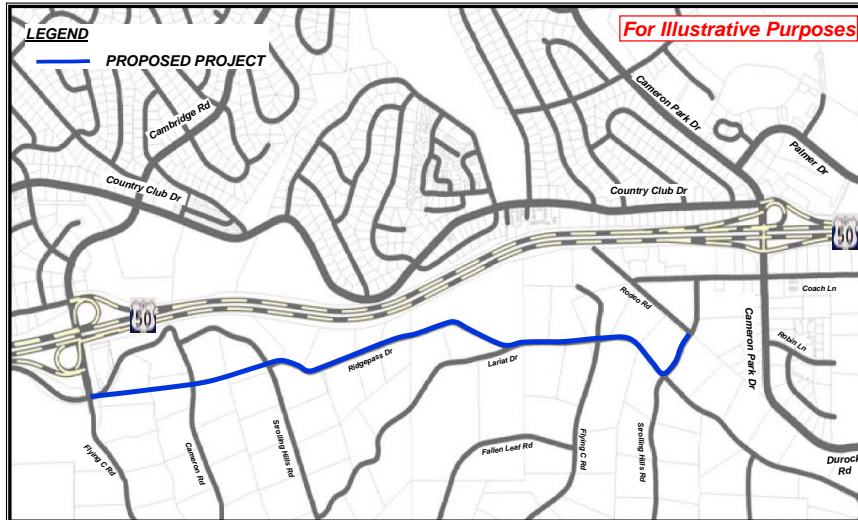 LEGEND
PROPOSED PROJECT
For Illustrative Purposes
Cambridge Rd
Cameron Park Dr
Palmer Dr
Country Club Dr
Country Club Dr
50
50
Rodeo Rd
Coach Ln
Cameron Park Dr
Robin Ln
Ridgepass Dr
Lariat Dr
Flying C Rd
Cameron Rd
Strolling Hills Rd
Fallen Leaf Rd
Flying C Rd
Strolling Hills Rd
Durock
Rd